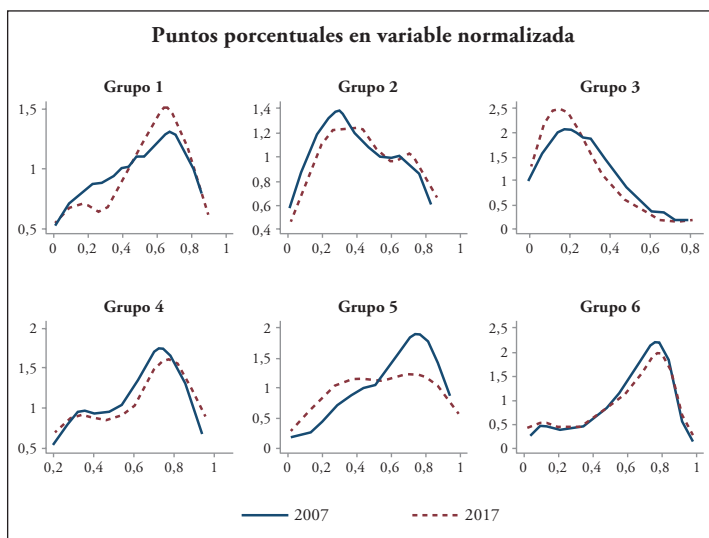 Puntos porcentuales en variable normalizada
Grupo 1
1,5
1
0,5
0 0,2 0,4 0,6 0,8 1
Grupo 2
1,4
1,2
1,0
0,8
0,6
0,4
0 0,2 0,4 0,6 0,8 1
Grupo 3
2,5
2,0
1,5
1
0,5
0
0 0,2 0,4 0,6 0,8
Grupo 4
2
1,5
1
0,5
0,2 0,4 0,6 0,8 1
Grupo 5
2
1,5
1
0,5
0
0 0,2 0,4 0,6 0,8 1
Grupo 6
2,5
2
1,5
1
0,5
0
0 0,2 0,4 0,6 0,8 1
2007 2017